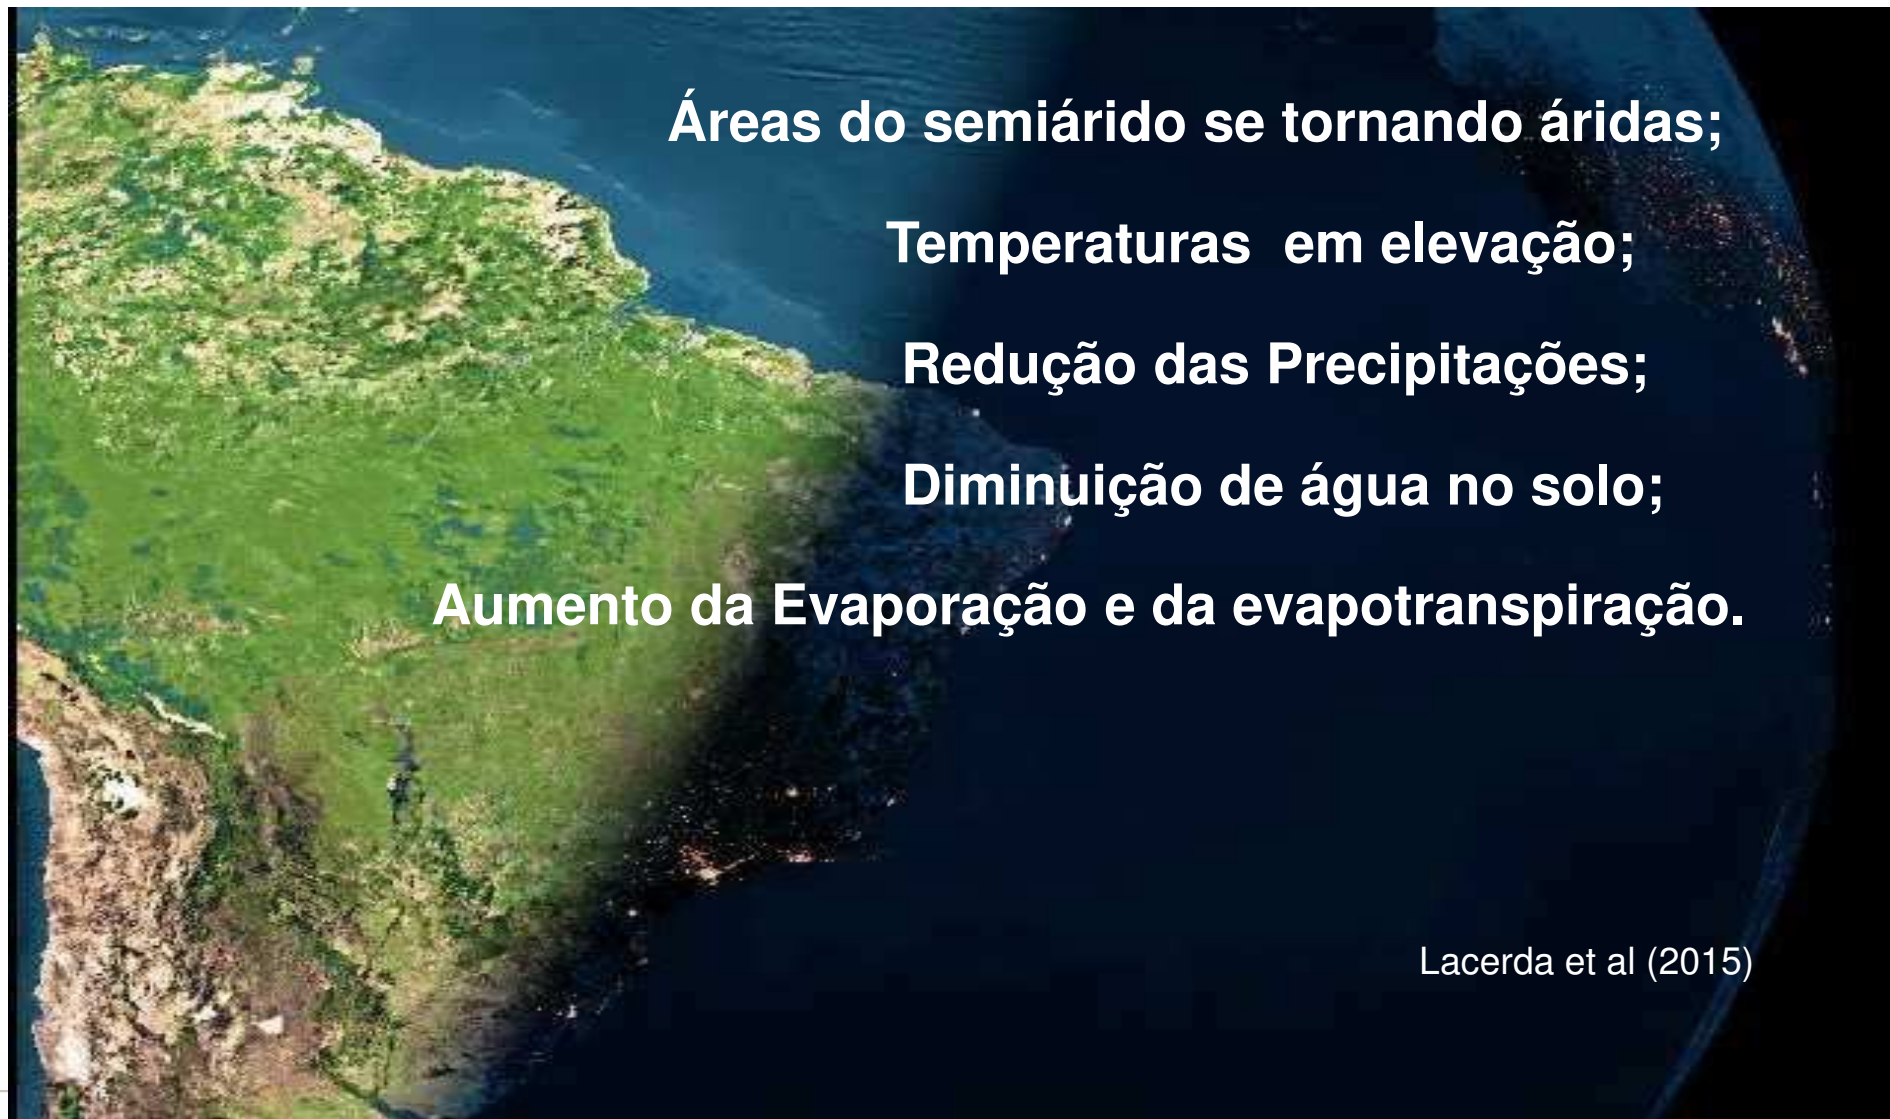 Áreas do semiárido se tornando áridas;
Temperaturas em elevação;
Redução das Precipitações;
Diminuição de água no solo;
Aumento da Evaporação e da evapotranspiração.
Lacerda et al (2015)